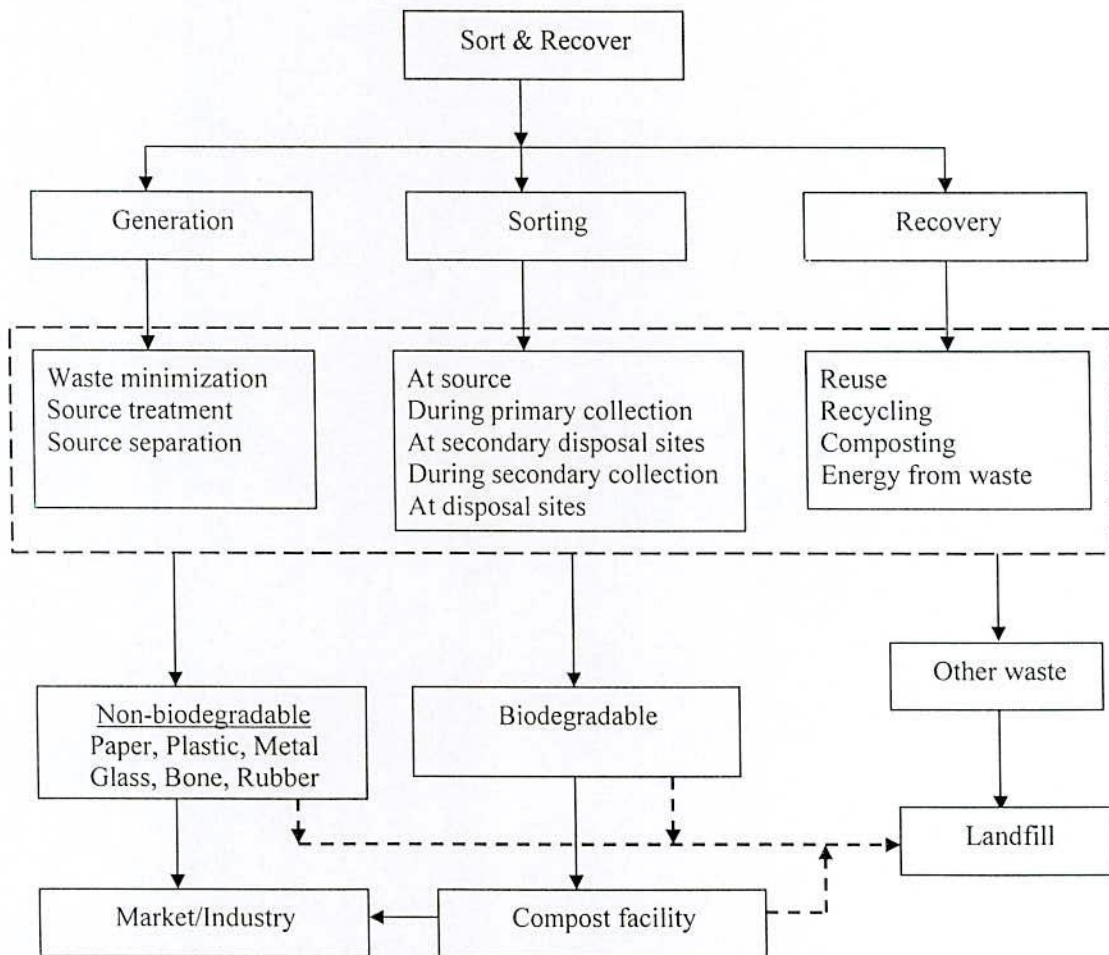 Sort & Recover
Generation
Sorting
Recovery
Waste minimization
Source treatment
Source separation
At source
During primary collection
At secondary disposal sites
During secondary collection
At disposal sites
Reuse
Recycling
Composting
Energy from waste
Non-biodegradable
Paper, Plastic, Metal
Glass, Bone, Rubber
Biodegradable
Other waste
Landfill
Market/Industry
Compost facility